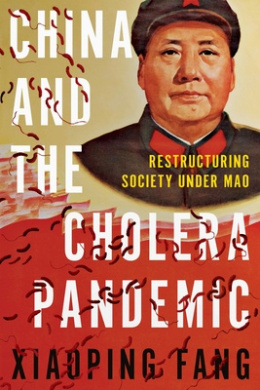 CHINA
AND
THE
CHOLERA
PANDEMIC
RESTRUCTURING
SOCIETY UNDER MAO
XIAOPING FANG